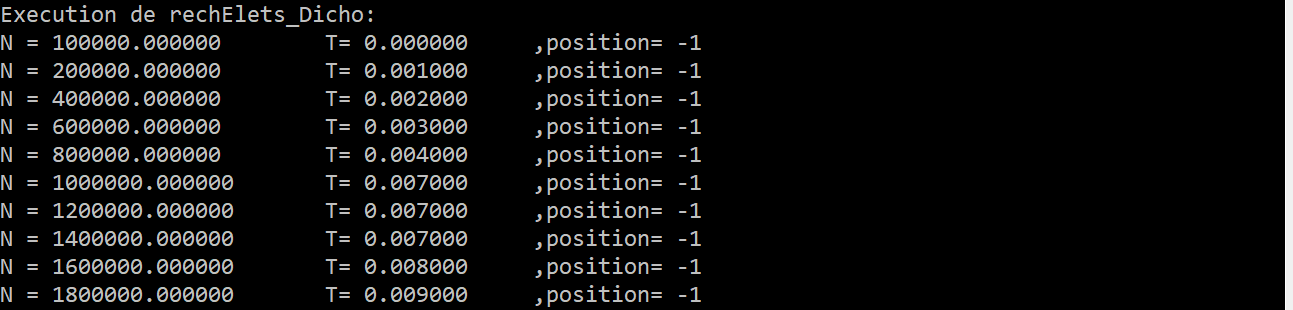 Execution de rechElets_Dicho:
N = 100000.000000 T= 0.000000 ,position= -1
N = 200000.000000 T= 0.001000 ,position= -1
N = 400000.000000 T= 0.002000 ,position= -1
N = 600000.000000 T= 0.003000 ,position= -1
N = 800000.000000 T= 0.004000 ,position= -1
N = 1000000.000000 T= 0.007000 ,position= -1
N = 1200000.000000 T= 0.007000 ,position= -1
N = 1400000.000000 T= 0.007000 ,position= -1
N = 1600000.000000 T= 0.008000 ,position= -1
N = 1800000.000000 T= 0.009000 ,position= -1